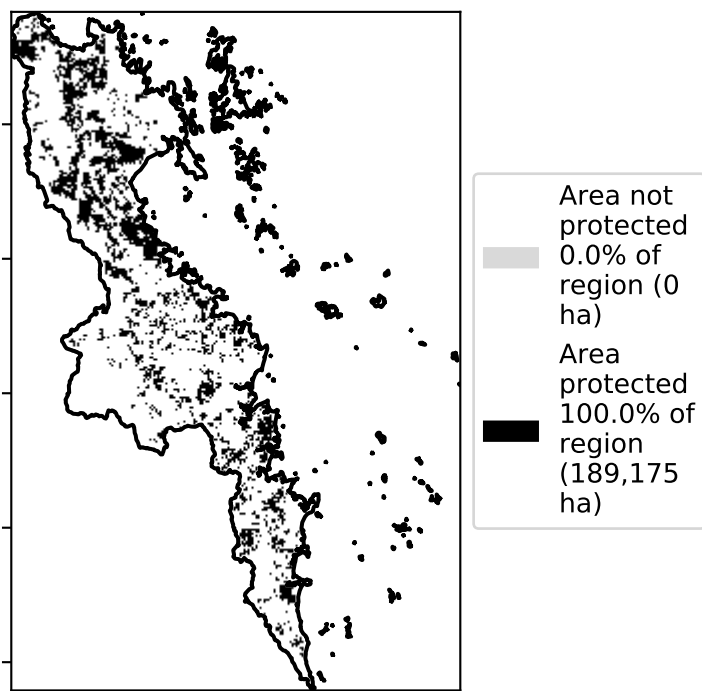 Area not
protected
0.0% of
region (0
ha)
Area
protected
100.0% of
region
(189,175
ha)